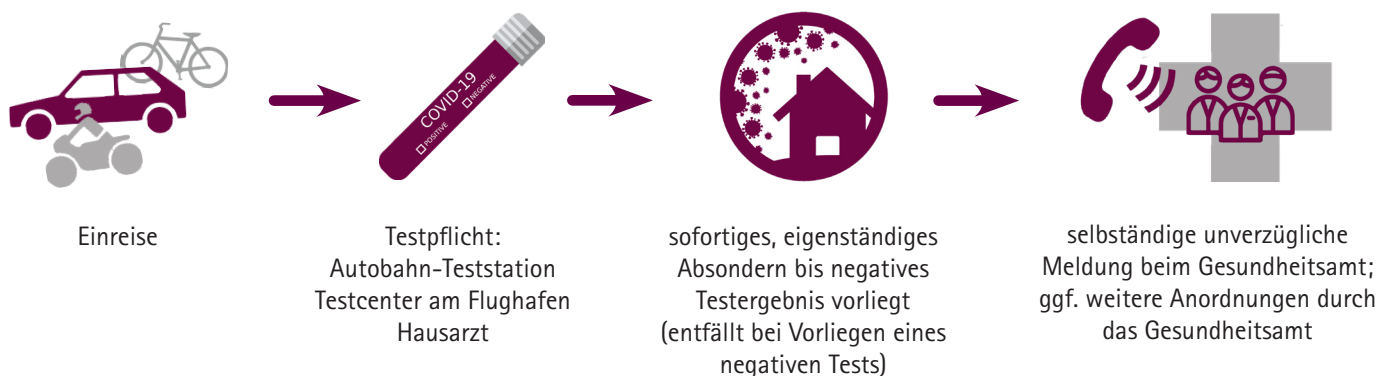 COVID-19
POSITIVE
NEGATIVE
Einreise
Testpflicht:
Autobahn-Teststation
Testcenter am Flughafen
Hausarzt
sofortiges, eigenständiges
Absondern bis negatives
Testergebnis vorliegt
(entfällt bei Vorliegen eines
negativen Tests)
selbständige unverzügliche
Meldung beim Gesundheitsamt;
ggf. weitere Anordnungen durch
das Gesundheitsamt